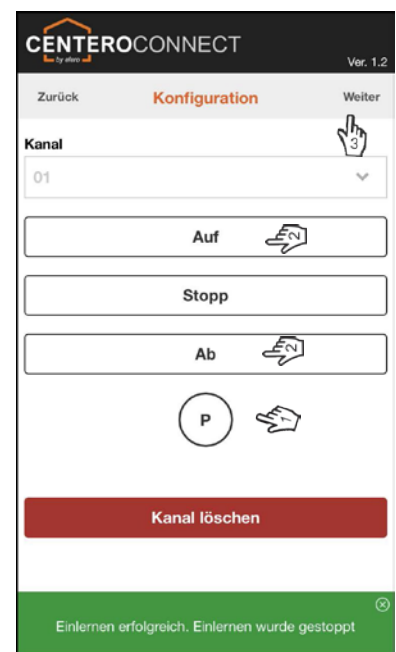 CENTEROCONNECT
by elero
Ver. 1.2
Zurück Konfiguration Weiter
3
Kanal
01
Auf 2
Stopp
Ab 2
P 1
Kanal löschen
Einlernen erfolgreich. Einlernen wurde gestoppt